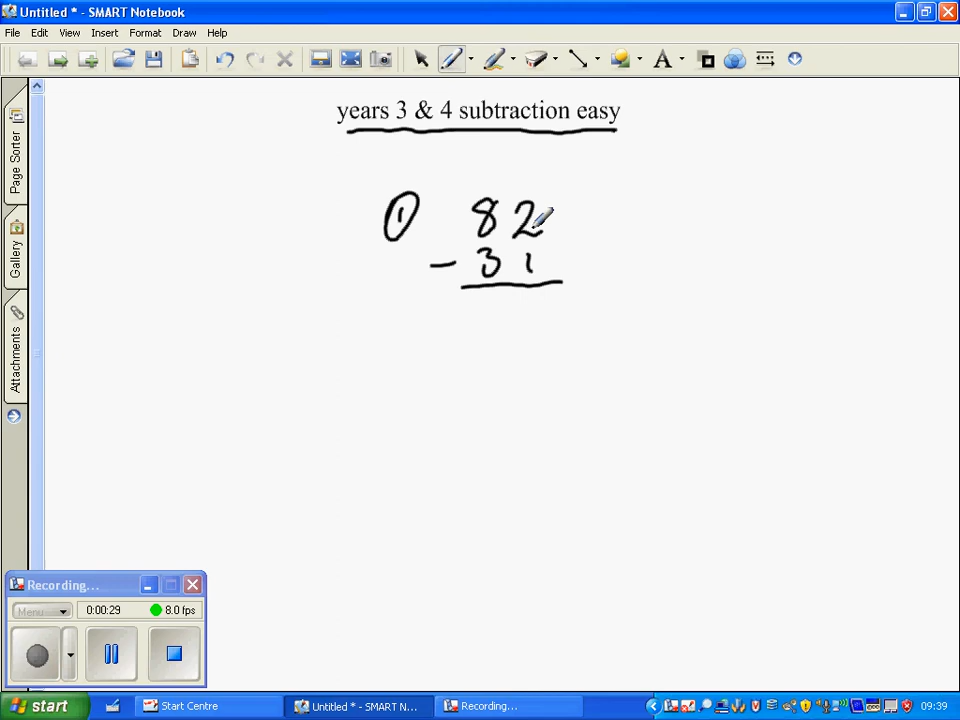 Untitled * - SMART Notebook
File Edit View Insert Format Draw Help
years 3 & 4 subtraction easy
Page Sorter
Gallery
Attachments
① 82
- 31
Recording...
Menu 0:00:29 8.0 fps
start Start Centre Untitled * - SMART N... Recording... 09:39